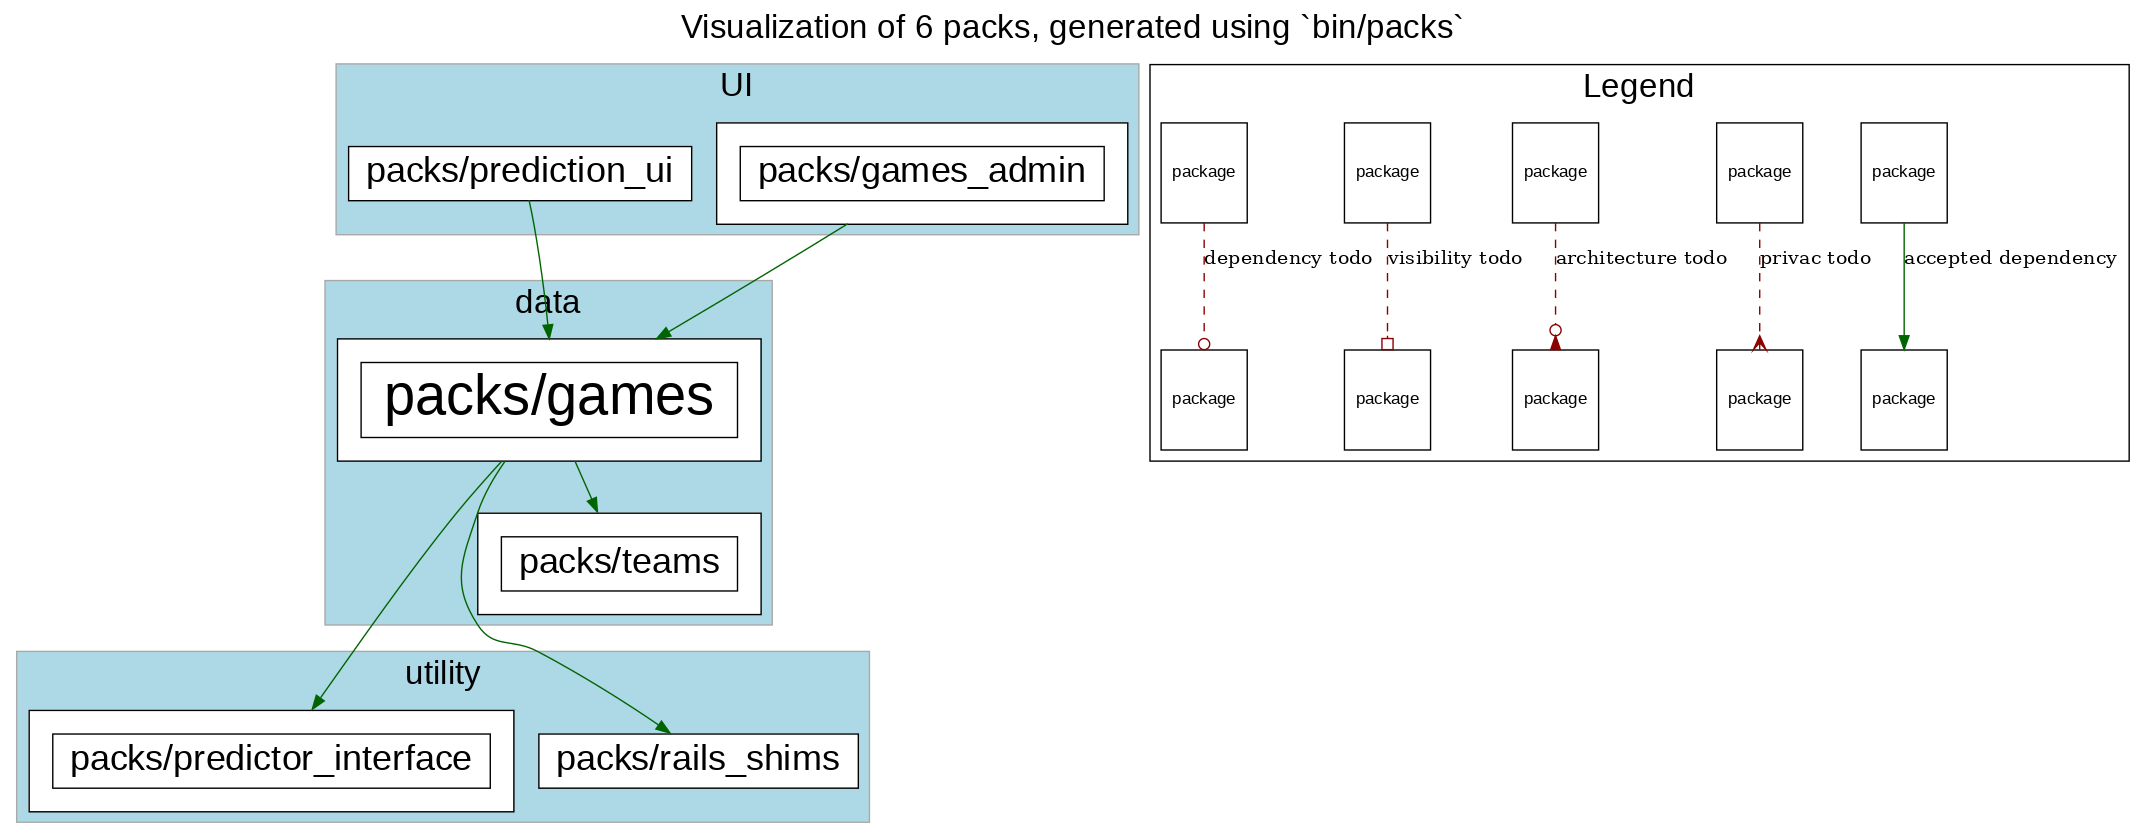 Visualization of 6 packs, generated using `bin/packs`
UI
packs/prediction_ui
packs/games_admin
data
packs/games
packs/teams
utility
packs/predictor_interface
packs/rails_shims
Legend
package
package
package
package
package
dependency todo
visibility todo
architecture todo
privac todo
accepted dependency
package
package
package
package
package